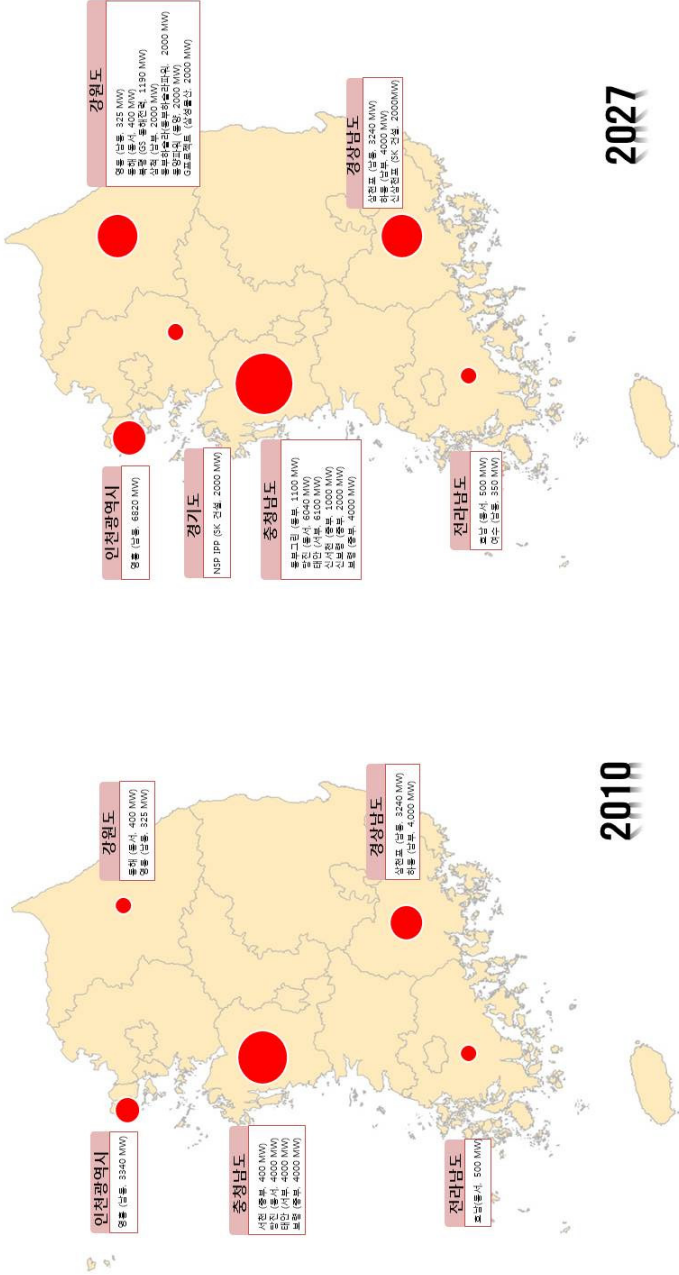 2010
인천광역시
영흥 (남동, 3340 MW)
강원도
동해 (동서, 400 MW)
영동 (남동, 325 MW)
충청남도
서천 (중부, 400 MW)
당진 (동서, 4000 MW)
태안 (서부, 4000 MW)
보령 (중부, 4000 MW)
경상남도
삼천포 (남동, 3240 MW)
하동 (남부, 4,000 MW)
전라남도
호남(동서, 500 MW)
2027
인천광역시
영흥 (남동, 6820 MW)
강원도
영동 (남동, 325 MW)
동해 (동서, 400 MW)
북평 (GS 동해전력, 1190 MW)
삼척 (남부, 2000 MW)
동부하슬라(동부하슬라파워, 2000 MW)
동양파워 (동양, 2000 MW)
G프로젝트 (삼성물산, 2000 MW)
경기도
NSP IPP (SK 건설, 2000 MW)
충청남도
동부그린 (동부, 1100 MW)
당진 (동서, 6040 MW)
태안 (서부, 6100 MW)
신서천 (중부, 1000 MW)
신보령 (중부, 2000 MW)
보령 (중부, 4000 MW)
경상남도
삼천포 (남동, 3240 MW)
하동 (남부, 4000 MW)
신삼천포 (SK 건설, 2000MW)
전라남도
호남 (동서, 500 MW)
여수 (남동, 350 MW)